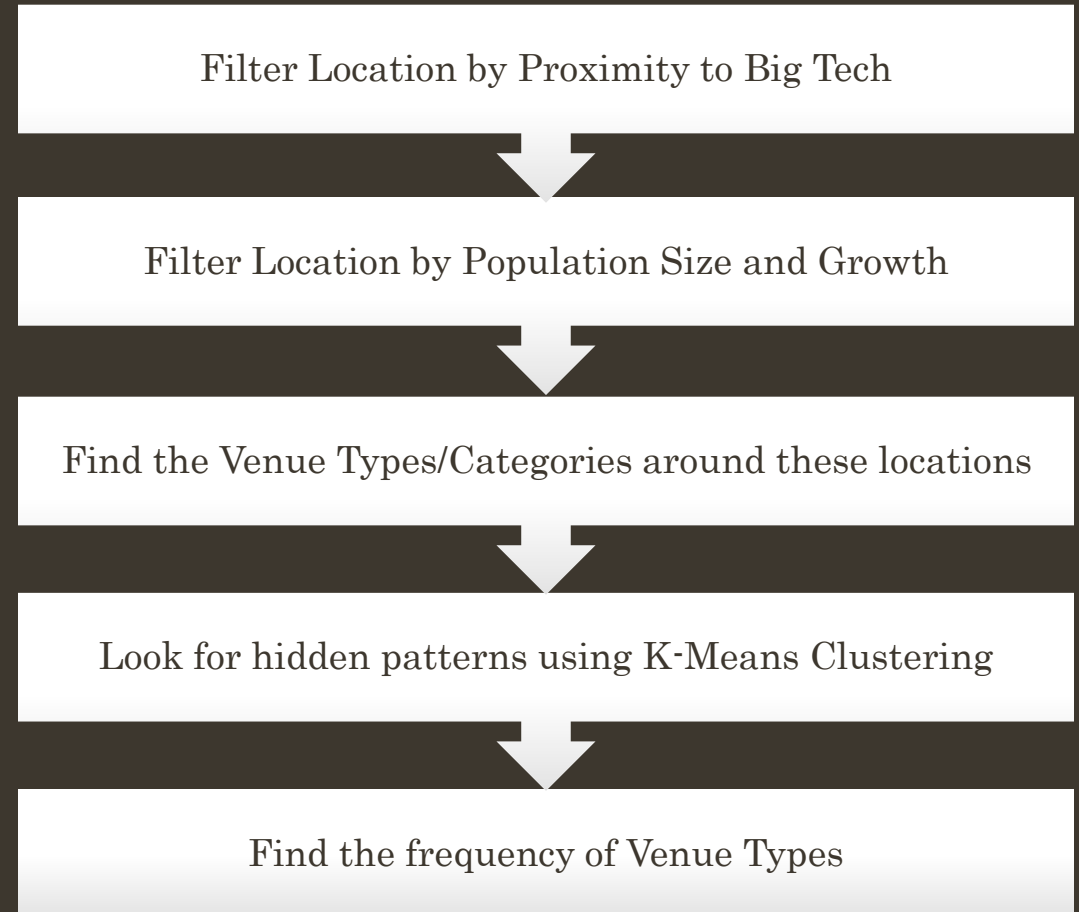 Filter Location by Proximity to Big Tech
Filter Location by Population Size and Growth
Find the Venue Types/Categories around these locations
Look for hidden patterns using K-Means Clustering
Find the frequency of Venue Types